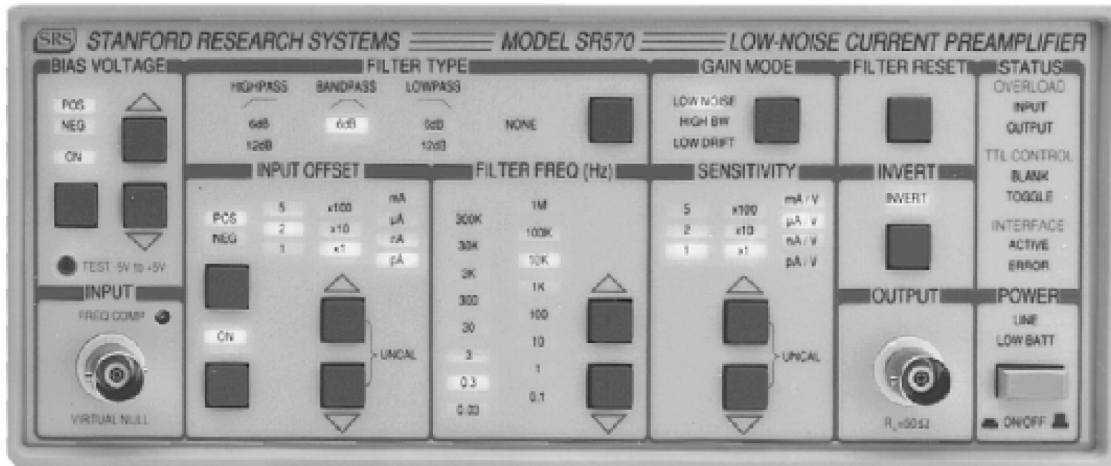 SRS STANFORD RESEARCH SYSTEMS MODEL SR570 LOW-NOISE CURRENT PREAMPLIFIER
BIAS VOLTAGE
POS
NEG
ON
TEST -5V to +5V
FILTER TYPE
HIGHPASS BANDPASS LOWPASS
6dB 6dB 6dB NONE
12dB 12dB
GAIN MODE
LOW NOISE
HIGH BW
LOW DRIFT
FILTER RESET
STATUS
OVERLOAD
INPUT
OUTPUT
TTL CONTROL
BLANK
TOGGLE
INTERFACE
ACTIVE
ERROR
INPUT
FREQ COMP
VIRTUAL NULL
INPUT OFFSET
POS
NEG
ON
5 x100 mA
2 x10 µA
1 x1 nA
pA
UNCAL
FILTER FREQ (Hz)
1M
300K
100K
30K
10K
3K
1K
300
100
30
10
3
1
0.3
0.1
0.03
SENSITIVITY
5 x100 mA / V
2 x10 µA / V
1 x1 nA / V
pA / V
UNCAL
INVERT
INVERT
OUTPUT
R₀=50Ω
POWER
LINE
LOW BATT
ON/OFF